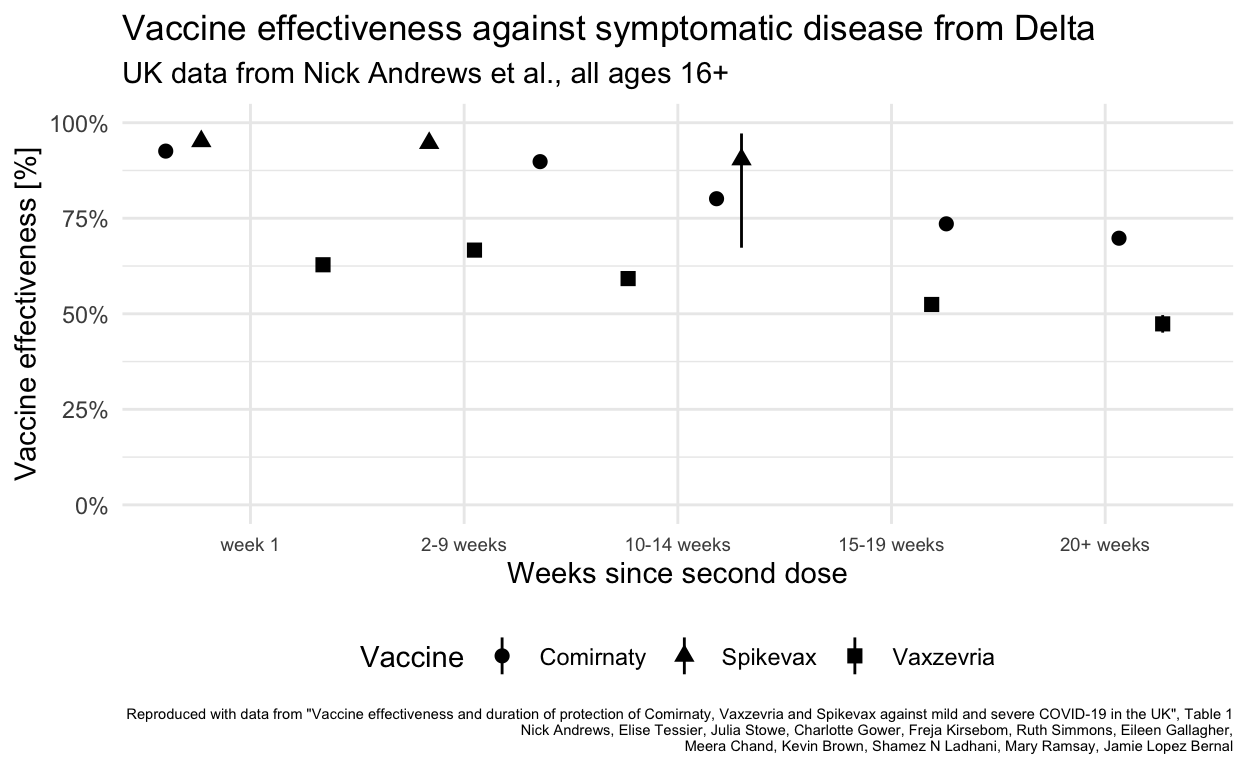 Vaccine effectiveness against symptomatic disease from Delta
UK data from Nick Andrews et al., all ages 16+
Vaccine effectiveness [%]
100%
75%
50%
25%
0%
week 1
2-9 weeks
10-14 weeks
15-19 weeks
20+ weeks
Weeks since second dose
Vaccine
Comirnaty
Spikevax
Vaxzevria
Reproduced with data from "Vaccine effectiveness and duration of protection of Comirnaty, Vaxzevria and Spikevax against mild and severe COVID-19 in the UK", Table 1
Nick Andrews, Elise Tessier, Julia Stowe, Charlotte Gower, Freja Kirsebom, Ruth Simmons, Eileen Gallagher,
Meera Chand, Kevin Brown, Shamez N Ladhani, Mary Ramsay, Jamie Lopez Bernal